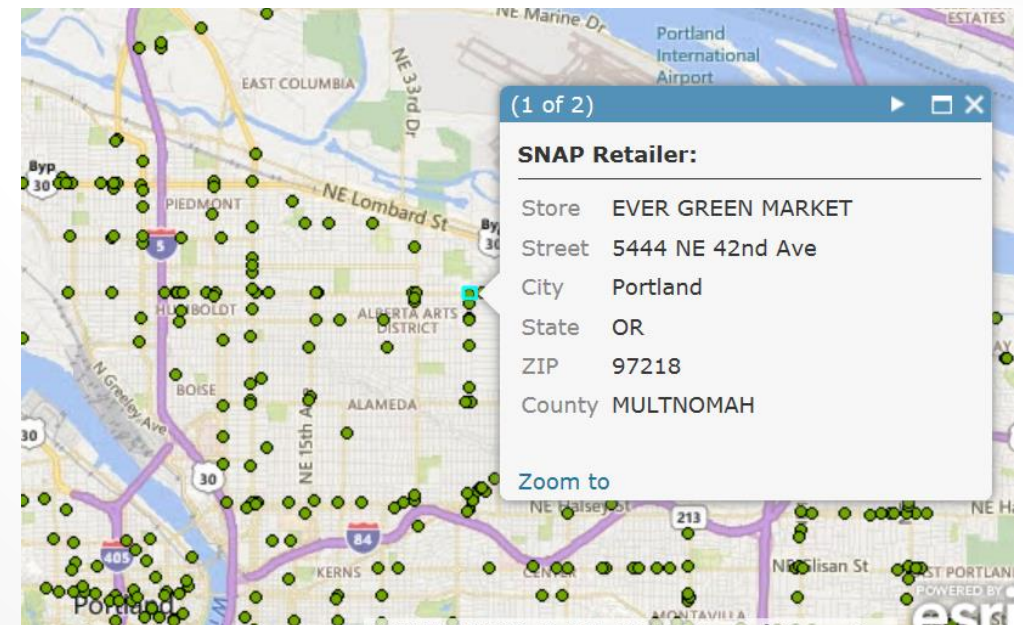 NE Marine Dr
ESTATES
Portland
International
Airport
NE 33rd Dr
EAST COLUMBIA
(1 of 2)
SNAP Retailer:
Store EVER GREEN MARKET
Street 5444 NE 42nd Ave
City Portland
State OR
ZIP 97218
County MULTNOMAH
Zoom to
Byp
30
PIEDMONT
NE Lombard St
5
HUMBOLDT
ALBERTA ARTS
DISTRICT
N Greeley Ave
BOISE
ALAMEDA
NE 15th Ave
30
30
NE Halsey St
213
84
405
KERNS
CENTER
NE Glisan St
EAST PORTLAN
Portland
MONTAVILLA
POWERED BY
esri